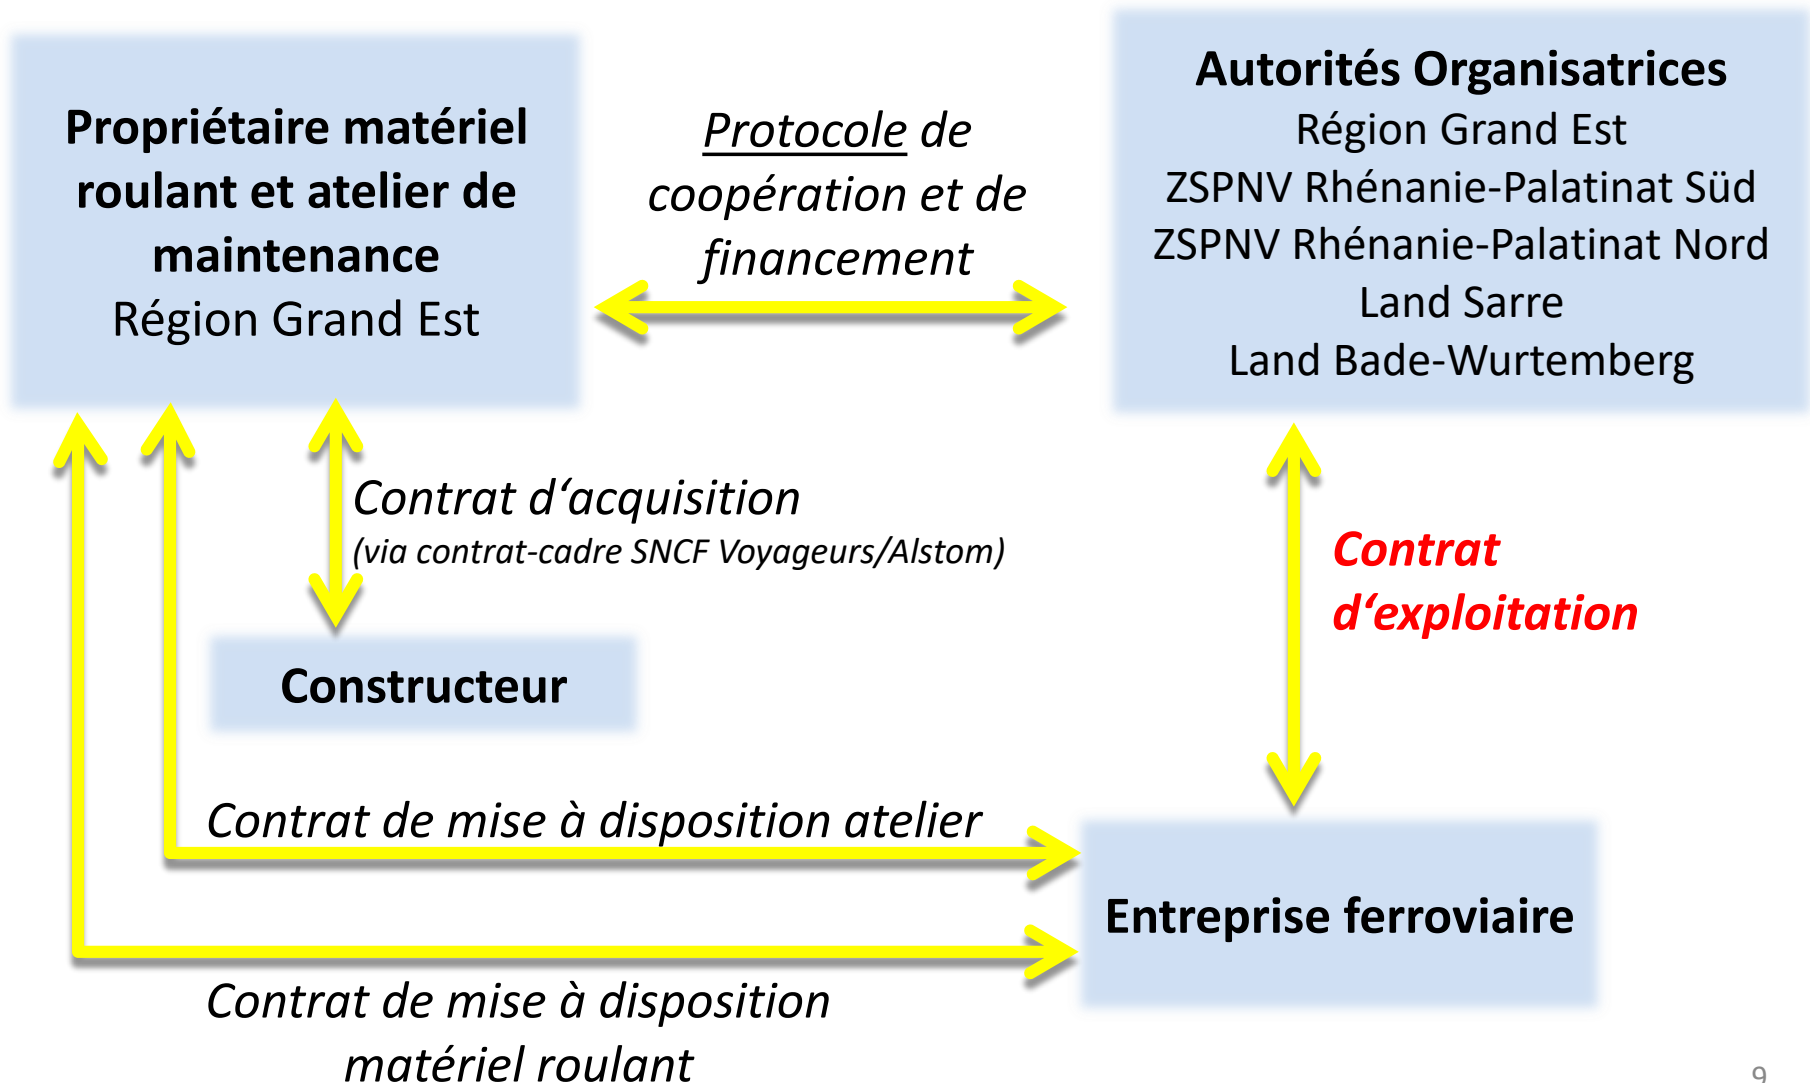 Propriétaire matériel
roulant et atelier de
maintenance
Région Grand Est
Protocole de
coopération et de
financement
Autorités Organisatrices
Région Grand Est
ZSPNV Rhénanie-Palatinat Süd
ZSPNV Rhénanie-Palatinat Nord
Land Sarre
Land Bade-Wurtemberg
Contrat d‘acquisition
(via contrat-cadre SNCF Voyageurs/Alstom)
Contrat
d‘exploitation
Constructeur
Contrat de mise à disposition atelier
Entreprise ferroviaire
Contrat de mise à disposition
matériel roulant
9